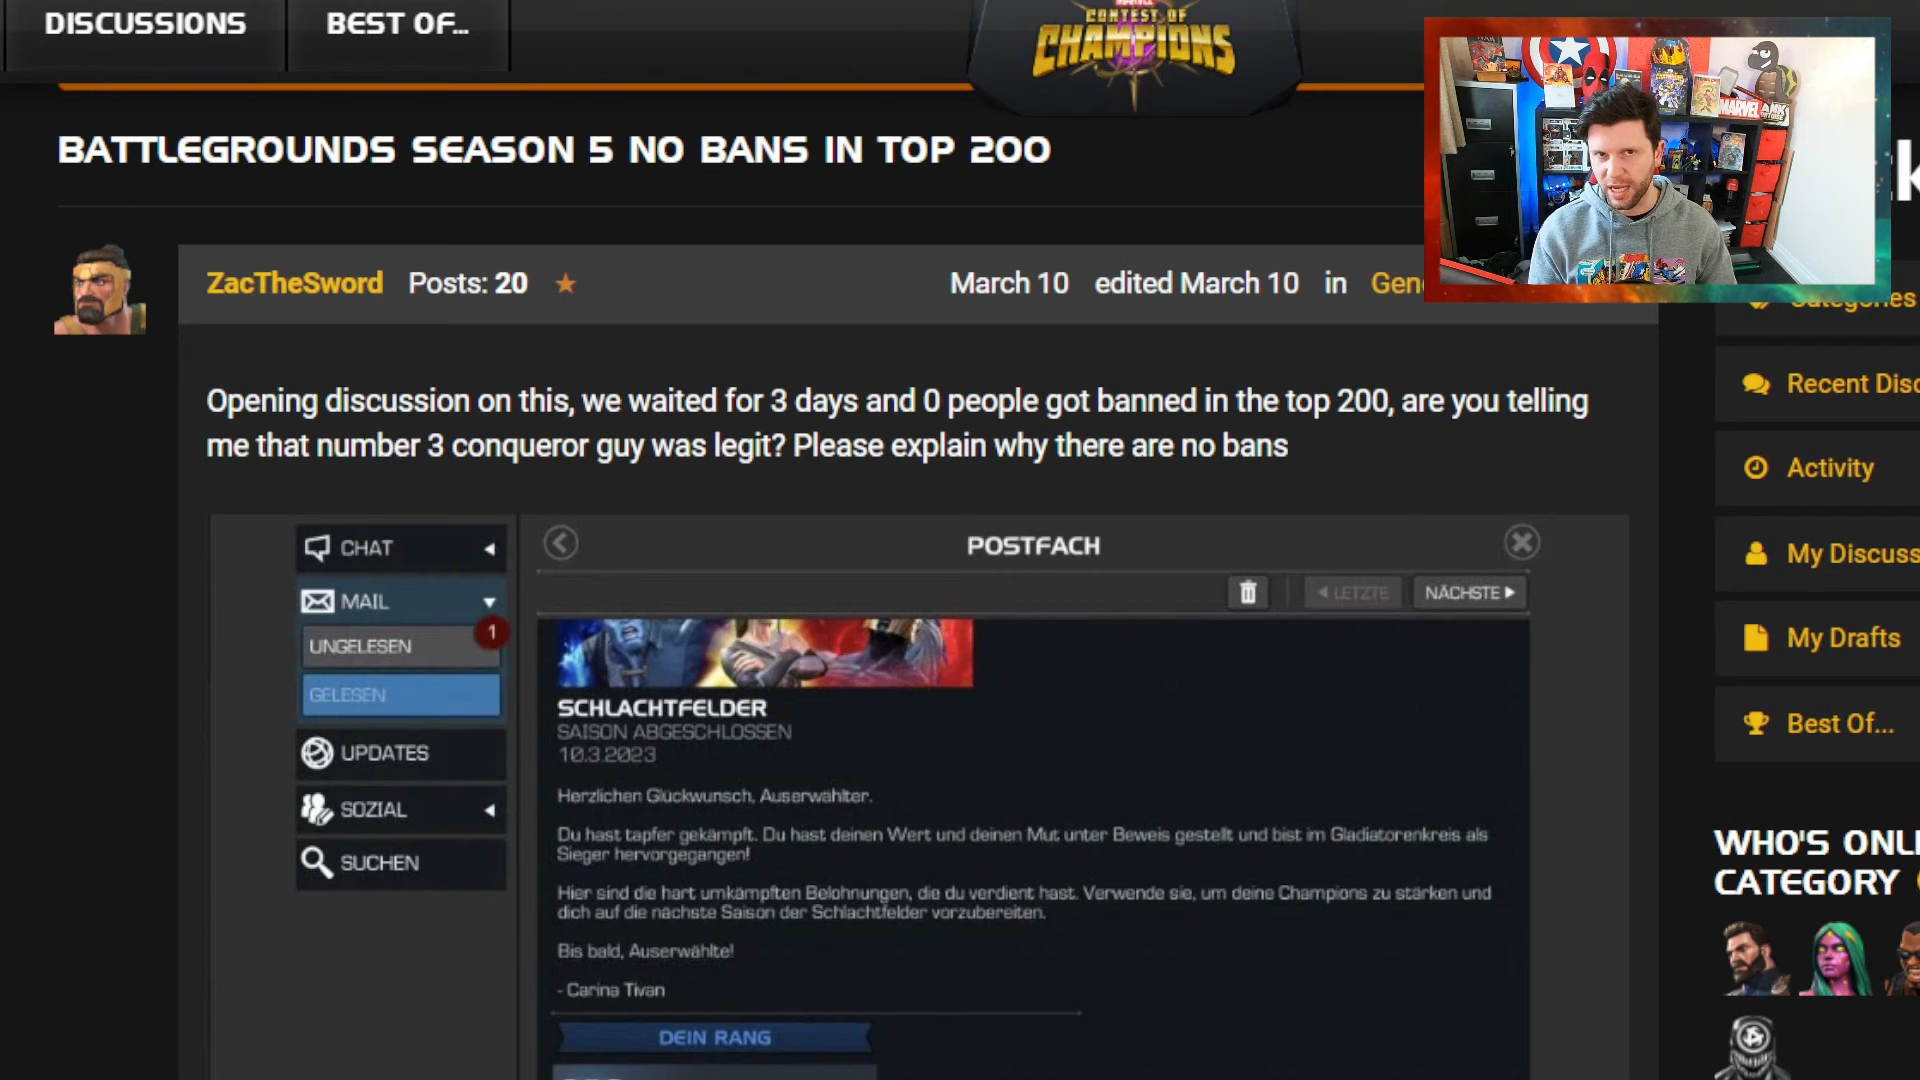 DISCUSSIONS
BEST OF...
CONTEST OF
CHAMPIONS
BATTLEGROUNDS SEASON 5 NO BANS IN TOP 200
MARVEL
ZacTheSword Posts: 20
March 10 edited March 10 in Gene
Categories
Opening discussion on this, we waited for 3 days and 0 people got banned in the top 200, are you telling
me that number 3 conqueror guy was legit? Please explain why there are no bans
Recent Disc
Activity
My Discuss
My Drafts
Best Of...
CHAT
MAIL
1
UNGELESEN
GELESEN
UPDATES
SOZIAL
SUCHEN
POSTFACH
LETZTE
NÄCHSTE
SCHLACHTFELDER
SAISON ABGESCHLOSSEN
10.3.2023
Herzlichen Glückwunsch, Auserwählter.
Du hast tapfer gekämpft. Du hast deinen Wert und deinen Mut unter Beweis gestellt und bist im Gladiatorenkreis als
Sieger hervorgegangen!
Hier sind die hart umkämpften Belohnungen, die du verdient hast. Verwende sie, um deine Champions zu stärken und
dich auf die nächste Saison der Schlachtfelder vorzubereiten.
Bis bald, Auserwählte!
- Carina Tivan
DEIN RANG
WHO'S ONLI
CATEGORY